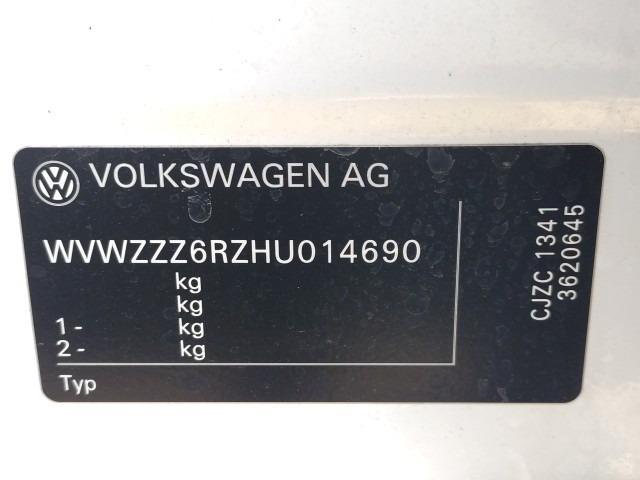 VOLKSWAGEN AG
WVWZZZ6RZHU014690
kg
kg
1 - kg
2 - kg
Typ
CJZC 1341
3620645